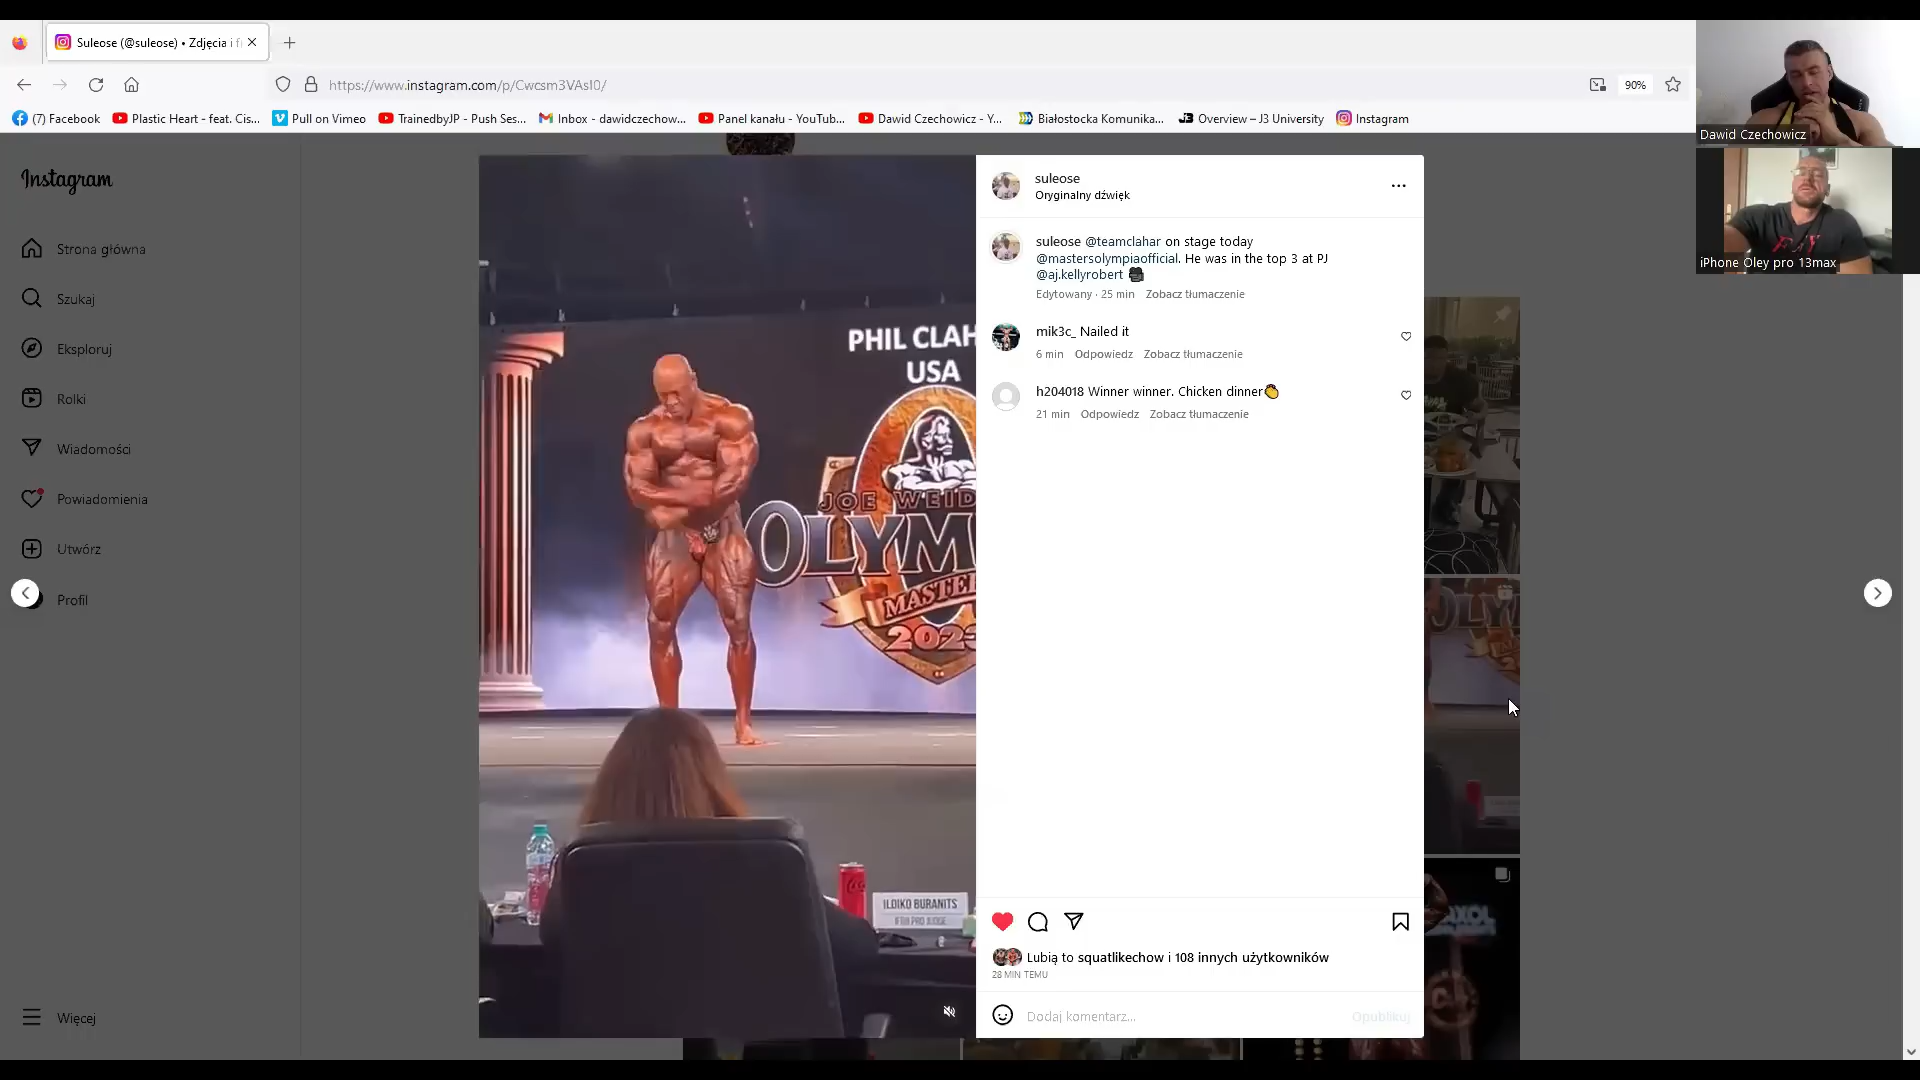 Suleose (@suleose) • Zdjęcia i f
https://www.instagram.com/p/Cwcsm3VAsI0/
90%
(7) Facebook
Plastic Heart - feat. Cis...
Pull on Vimeo
TrainedbyJP - Push Ses...
Inbox - dawidczechow...
Panel kanału - YouTub...
Dawid Czechowicz - Y...
Białostocka Komunika...
Overview – J3 University
Instagram
Dawid Czechowicz
iPhone Oley pro 13max
Instagram
Strona główna
Szukaj
Eksploruj
Rolki
Wiadomości
Powiadomienia
Utwórz
Profil
Więcej
PHIL CLAH
USA
JOE WEID
OLYM
MASTE
2023
ILDIKO BURANITS
IFBB PRO JUDGE
suleose
Oryginalny dźwięk
suleose @teamclahar on stage today
@mastersolympiaofficial. He was in the top 3 at PJ
@aj.kellyrobert
Edytowany · 25 min Zobacz tłumaczenie
mik3c_ Nailed it
6 min Odpowiedz Zobacz tłumaczenie
h204018 Winner winner. Chicken dinner
21 min Odpowiedz Zobacz tłumaczenie
Lubią to squatlikechow i 108 innych użytkowników
28 MIN TEMU
Dodaj komentarz...
Opublikuj